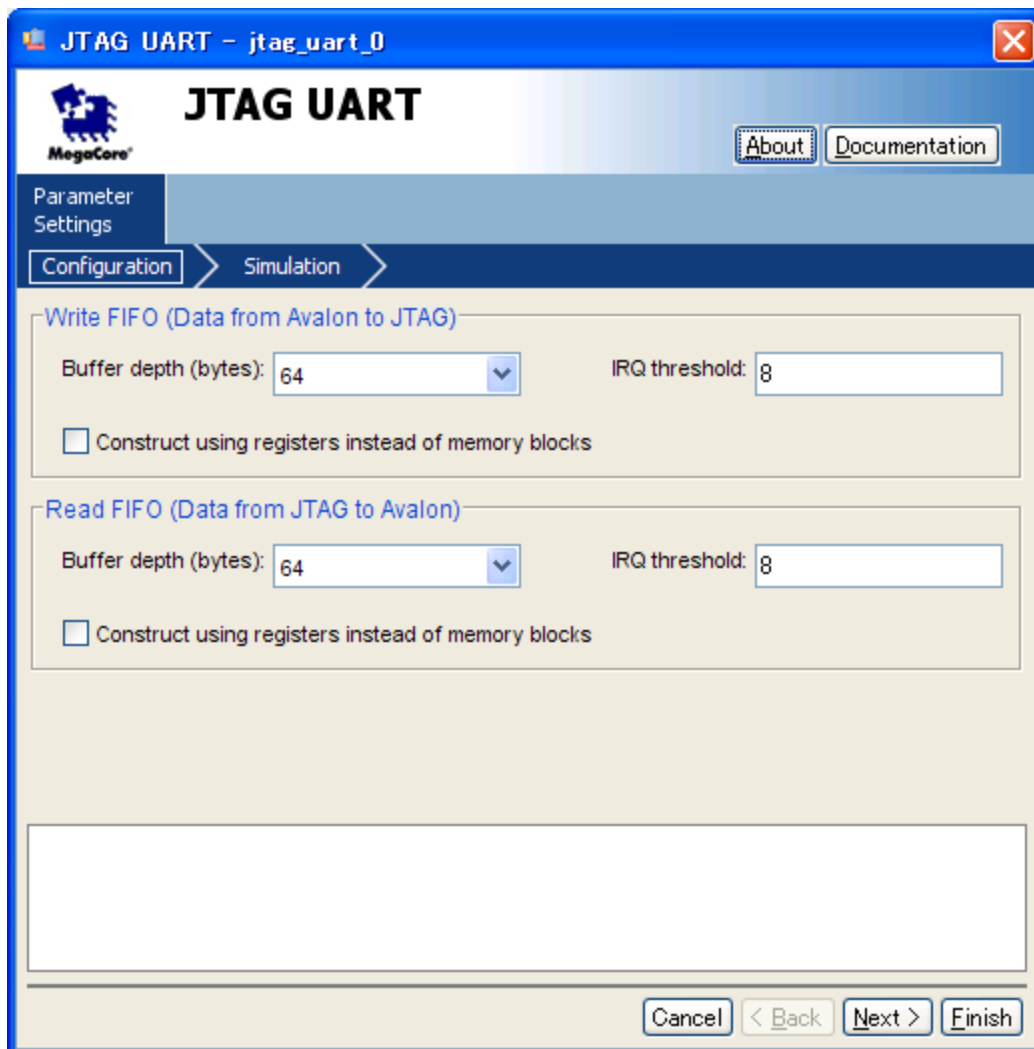 JTAG UART - jtag_uart_0
MegaCore®
JTAG UART
About
Documentation
Parameter
Settings
Configuration
Simulation
Write FIFO (Data from Avalon to JTAG)
Buffer depth (bytes): 64
IRQ threshold: 8
Construct using registers instead of memory blocks
Read FIFO (Data from JTAG to Avalon)
Buffer depth (bytes): 64
IRQ threshold: 8
Construct using registers instead of memory blocks
Cancel
< Back
Next >
Finish